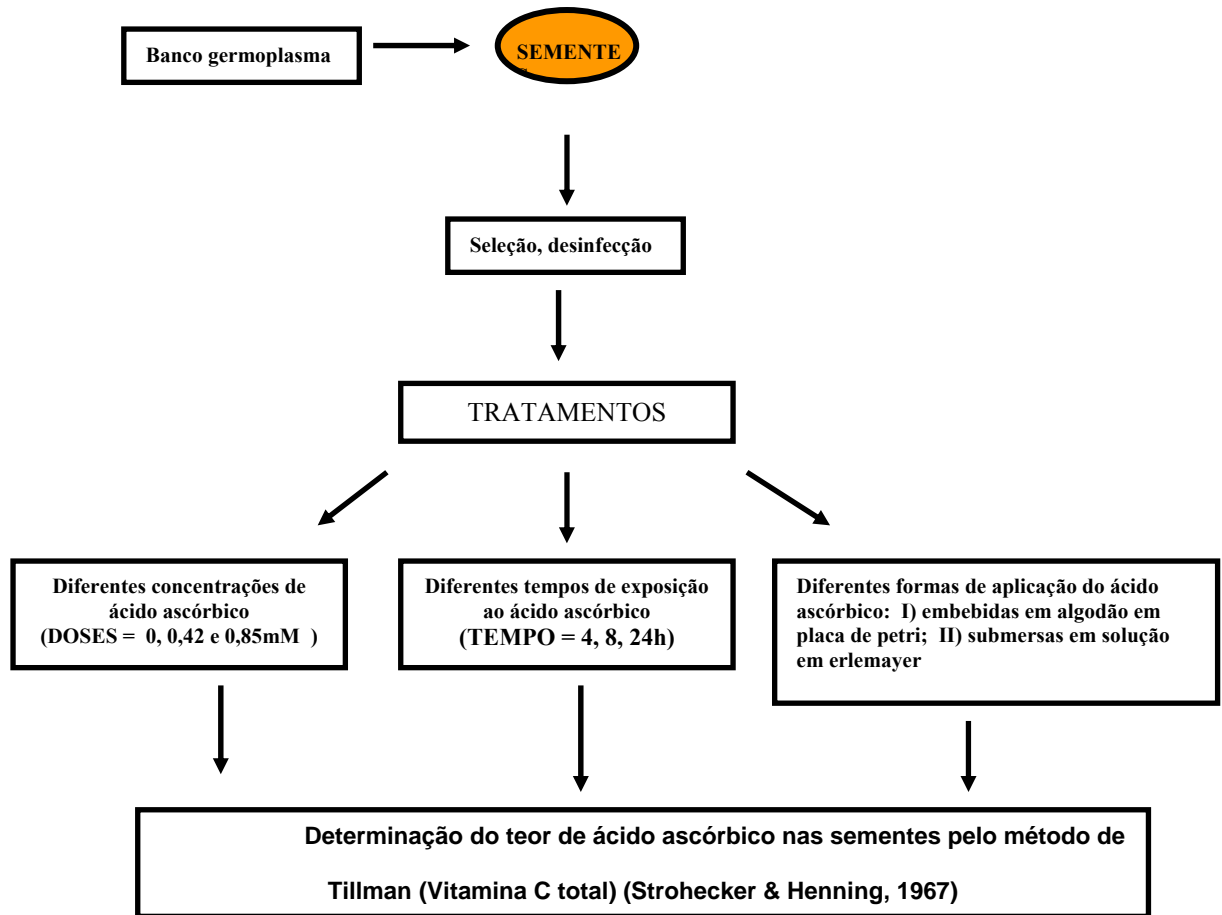 Banco germoplasma
SEMENTE
Seleção, desinfecção
TRATAMENTOS
Diferentes concentrações de
ácido ascórbico
(DOSES = 0, 0,42 e 0,85mM )
Diferentes tempos de exposição
ao ácido ascórbico
(TEMPO = 4, 8, 24h)
Diferentes formas de aplicação do ácido
ascórbico: I) embebidas em algodão em
placa de petri; II) submersas em solução
em erlemayer
Determinação do teor de ácido ascórbico nas sementes pelo método de
Tillman (Vitamina C total) (Strohecker & Henning, 1967)